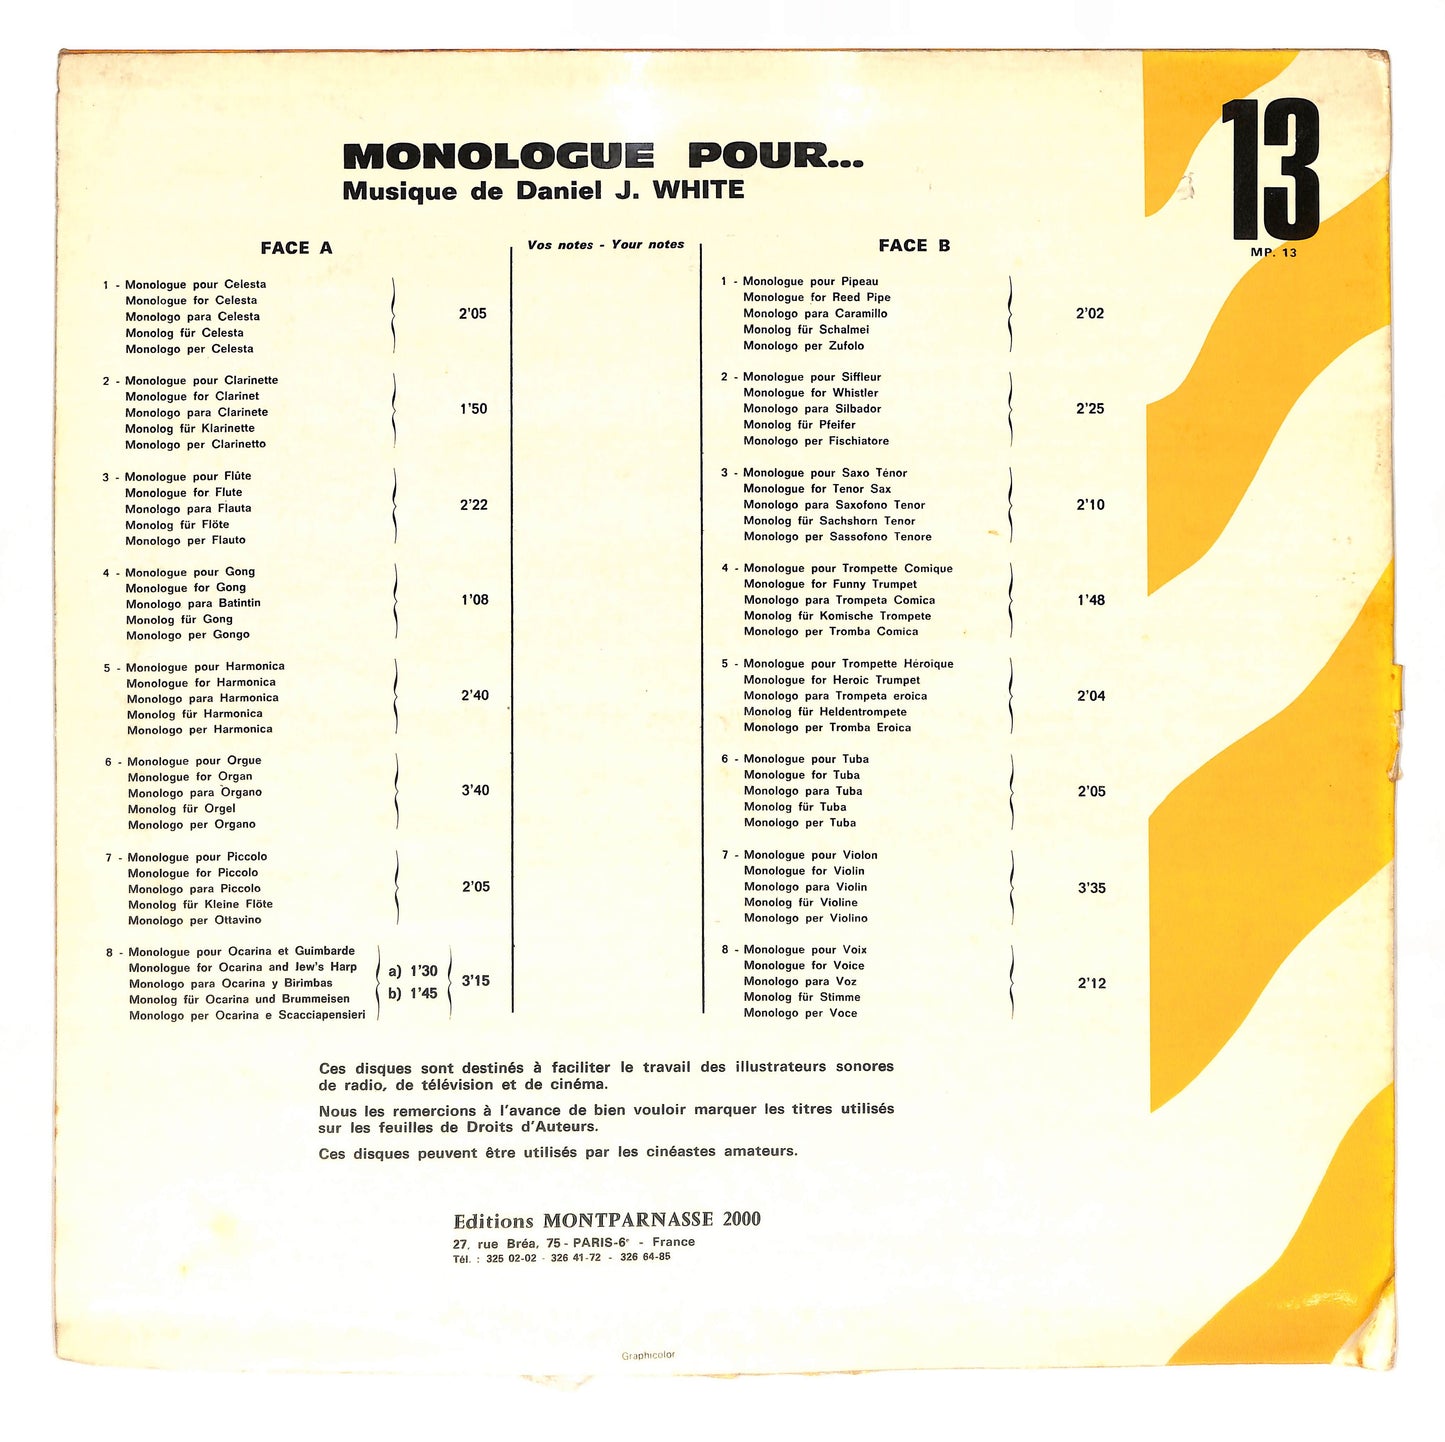 13
MP. 13
MONOLOGUE POUR...
Musique de Daniel J. WHITE
FACE A
1 - Monologue pour Celesta
Monologue for Celesta
Monologo para Celesta
Monolog für Celesta
Monologo per Celesta
2'05
2 - Monologue pour Clarinette
Monologue for Clarinet
Monologo para Clarinete
Monolog für Klarinette
Monologo per Clarinetto
1'50
3 - Monologue pour Flûte
Monologue for Flute
Monologo para Flauta
Monolog für Flöte
Monologo per Flauto
2'22
4 - Monologue pour Gong
Monologue for Gong
Monologo para Batintin
Monolog für Gong
Monologo per Gongo
1'08
5 - Monologue pour Harmonica
Monologue for Harmonica
Monologo para Harmonica
Monolog für Harmonica
Monologo per Harmonica
2'40
6 - Monologue pour Orgue
Monologue for Organ
Monologo para Organo
Monolog für Orgel
Monologo per Organo
3'40
7 - Monologue pour Piccolo
Monologue for Piccolo
Monologo para Piccolo
Monolog für Kleine Flöte
Monologo per Ottavino
2'05
8 - Monologue pour Ocarina et Guimbarde
Monologue for Ocarina and Jew's Harp
Monologo para Ocarina y Birimbas
Monolog für Ocarina und Brummeisen
Monologo per Ocarina e Scacciapensieri
a) 1'30
b) 1'45
3'15
Vos notes - Your notes
FACE B
1 - Monologue pour Pipeau
Monologue for Reed Pipe
Monologo para Caramillo
Monolog für Schalmei
Monologo per Zufolo
2'02
2 - Monologue pour Siffleur
Monologue for Whistler
Monologo para Silbador
Monolog für Pfeifer
Monologo per Fischiatore
2'25
3 - Monologue pour Saxo Ténor
Monologue for Tenor Sax
Monologo para Saxofono Tenor
Monolog für Sachshorn Tenor
Monologo per Sassofono Tenore
2'10
4 - Monologue pour Trompette Comique
Monologue for Funny Trumpet
Monologo para Trompeta Comica
Monolog für Komische Trompete
Monologo per Tromba Comica
1'48
5 - Monologue pour Trompette Héroique
Monologue for Heroic Trumpet
Monologo para Trompeta eroica
Monolog für Heldentrompete
Monologo per Tromba Eroica
2'04
6 - Monologue pour Tuba
Monologue for Tuba
Monologo para Tuba
Monolog für Tuba
Monologo per Tuba
2'05
7 - Monologue pour Violon
Monologue for Violin
Monologo para Violin
Monolog für Violine
Monologo per Violino
3'35
8 - Monologue pour Voix
Monologue for Voice
Monologo para Voz
Monolog für Stimme
Monologo per Voce
2'12
Ces disques sont destinés à faciliter le travail des illustrateurs sonores
de radio, de télévision et de cinéma.
Nous les remercions à l'avance de bien vouloir marquer les titres utilisés
sur les feuilles de Droits d'Auteurs.
Ces disques peuvent être utilisés par les cinéastes amateurs.
Editions MONTPARNASSE 2000
27, rue Bréa, 75 - PARIS-6e - France
Tél. : 325 02-02 - 326 41-72 - 326 64-85
Graphicolor